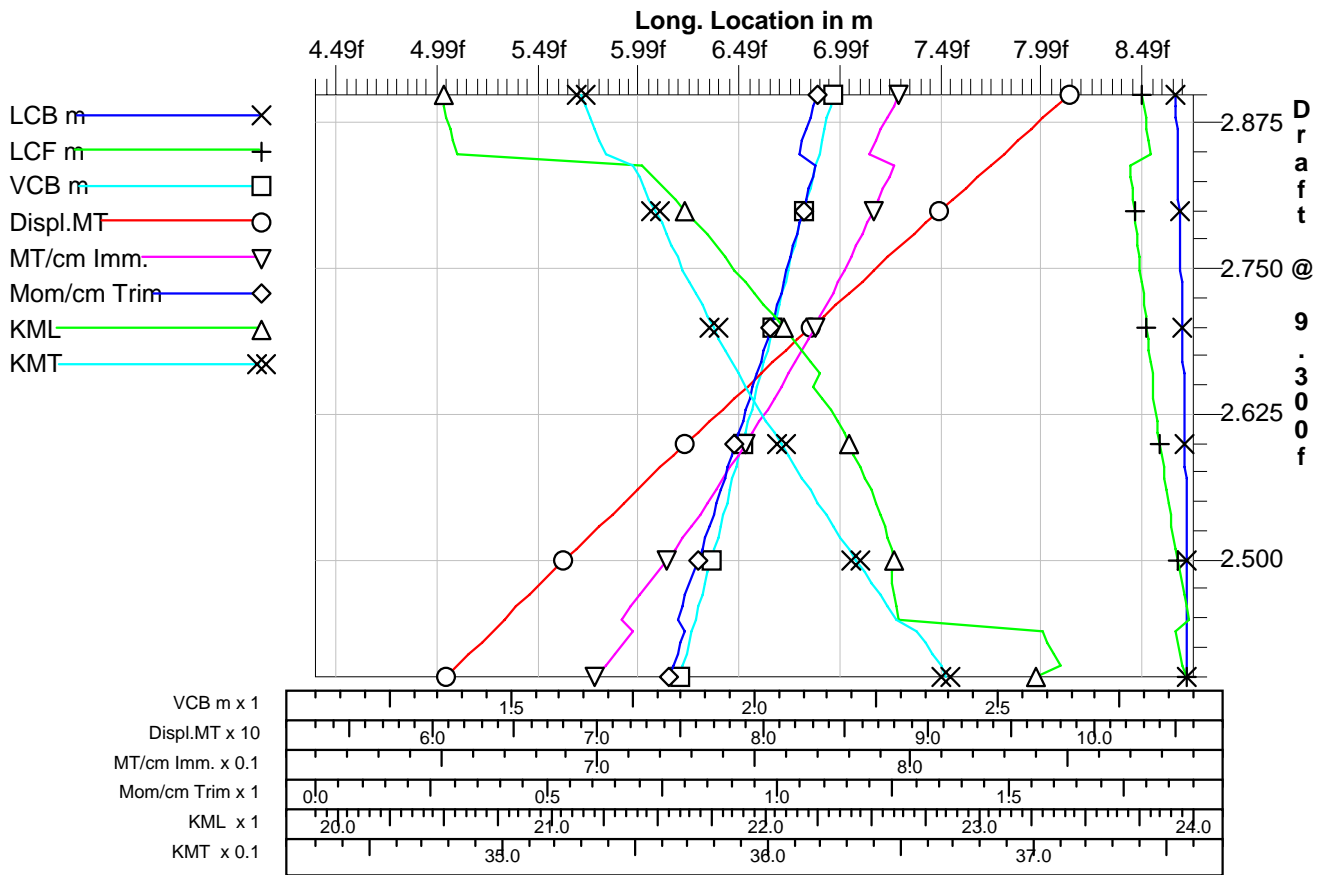 Long. Location in m
4.49f 4.99f 5.49f 5.99f 6.49f 6.99f 7.49f 7.99f 8.49f
LCB m
LCF m
VCB m
Displ.MT
MT/cm Imm.
Mom/cm Trim
KML
KMT
2.875
2.750
2.625
2.500
Draft @ 9.300f
VCB m x 1 1.5 2.0 2.5
Displ.MT x 10 6.0 7.0 8.0 9.0 10.0
MT/cm Imm. x 0.1 7.0 8.0
Mom/cm Trim x 1 0.0 0.5 1.0 1.5
KML x 1 20.0 21.0 22.0 23.0 24.0
KMT x 0.1 35.0 36.0 37.0